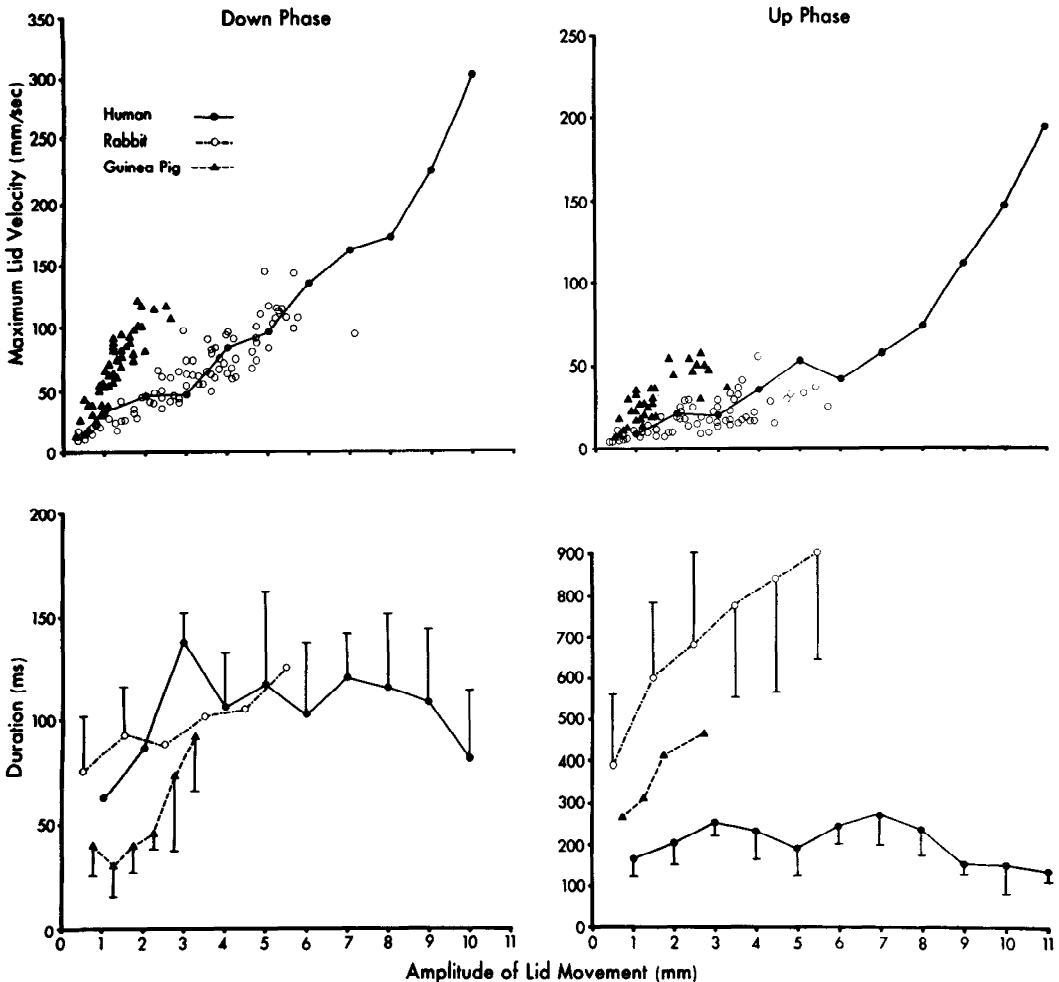 Down Phase
Up Phase
350
300
250
200
150
100
50
0
Maximum Lid Velocity (mm/sec)
Human
Rabbit
Guinea Pig
250
200
150
100
50
0
200
150
100
50
0
Duration (ms)
0 1 2 3 4 5 6 7 8 9 10 11
900
800
700
600
500
400
300
200
100
0
0 1 2 3 4 5 6 7 8 9 10 11
Amplitude of Lid Movement (mm)